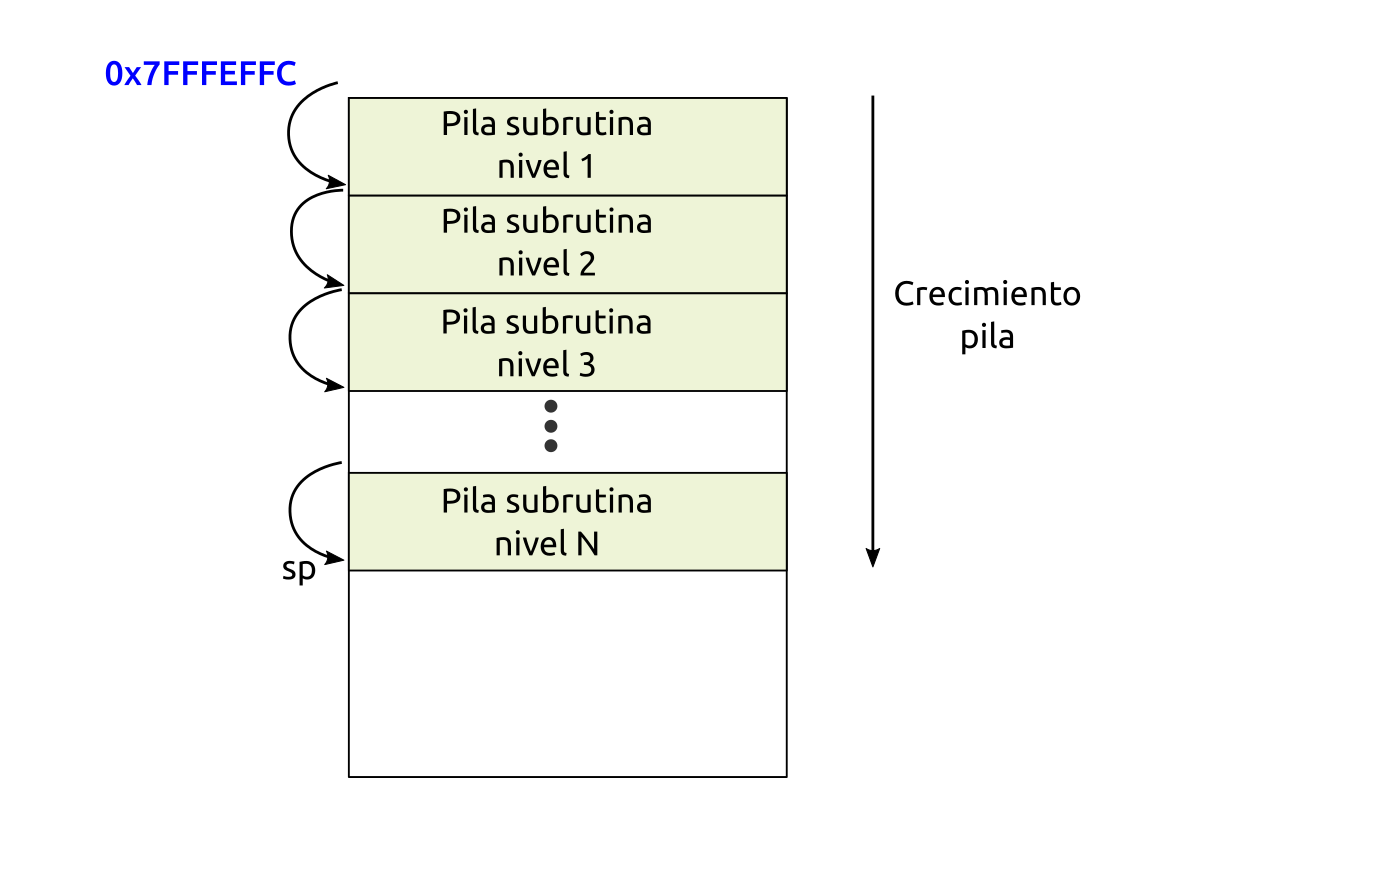 0x7FFFEFFC
Pila subrutina
nivel 1
Pila subrutina
nivel 2
Pila subrutina
nivel 3
Crecimiento
pila
Pila subrutina
nivel N
sp